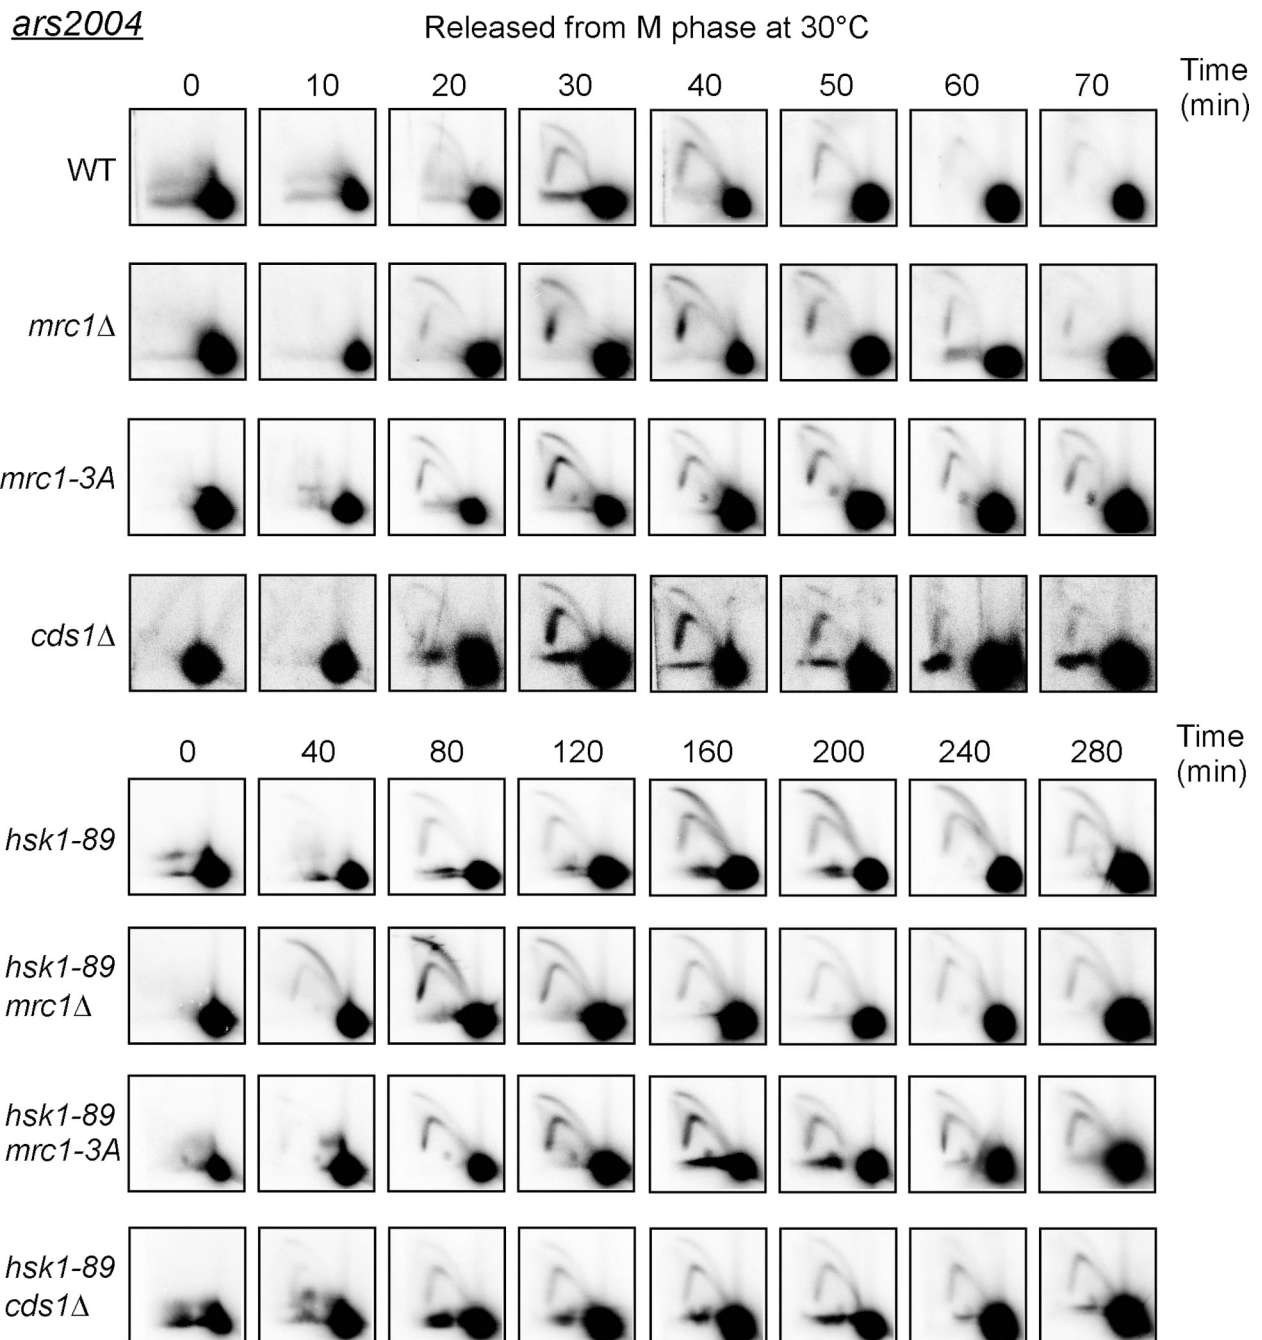 ars2004
Released from M phase at 30°C
0 10 20 30 40 50 60 70 Time
(min)
WT
mrc1Δ
mrc1-3A
cds1Δ
0 40 80 120 160 200 240 280 Time
(min)
hsk1-89
hsk1-89
mrc1Δ
hsk1-89
mrc1-3A
hsk1-89
cds1Δ